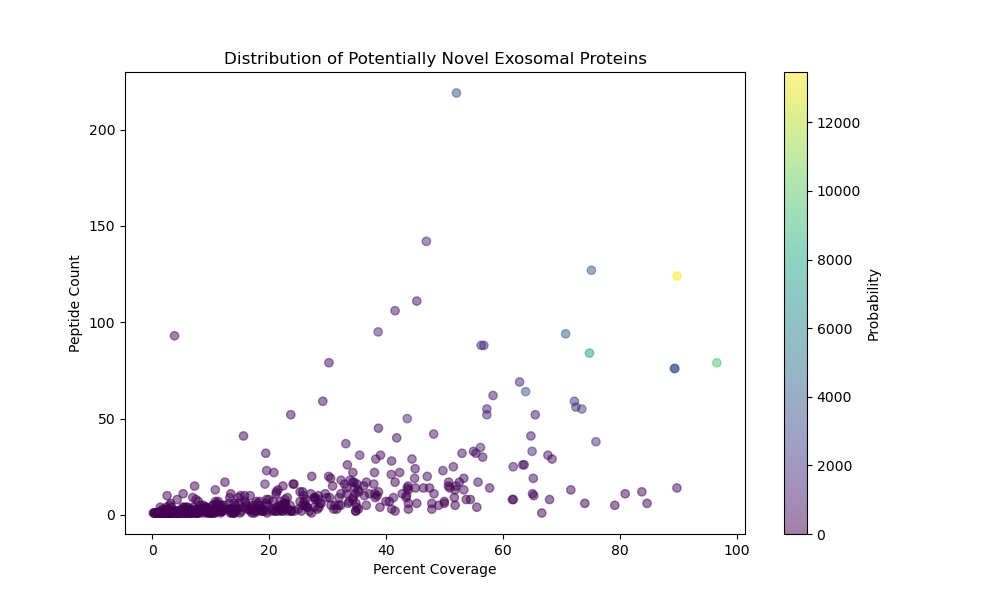 Distribution of Potentially Novel Exosomal Proteins
Peptide Count
200
150
100
50
0
0 20 40 60 80 100
Percent Coverage
12000
10000
8000
6000
4000
2000
0
Probability